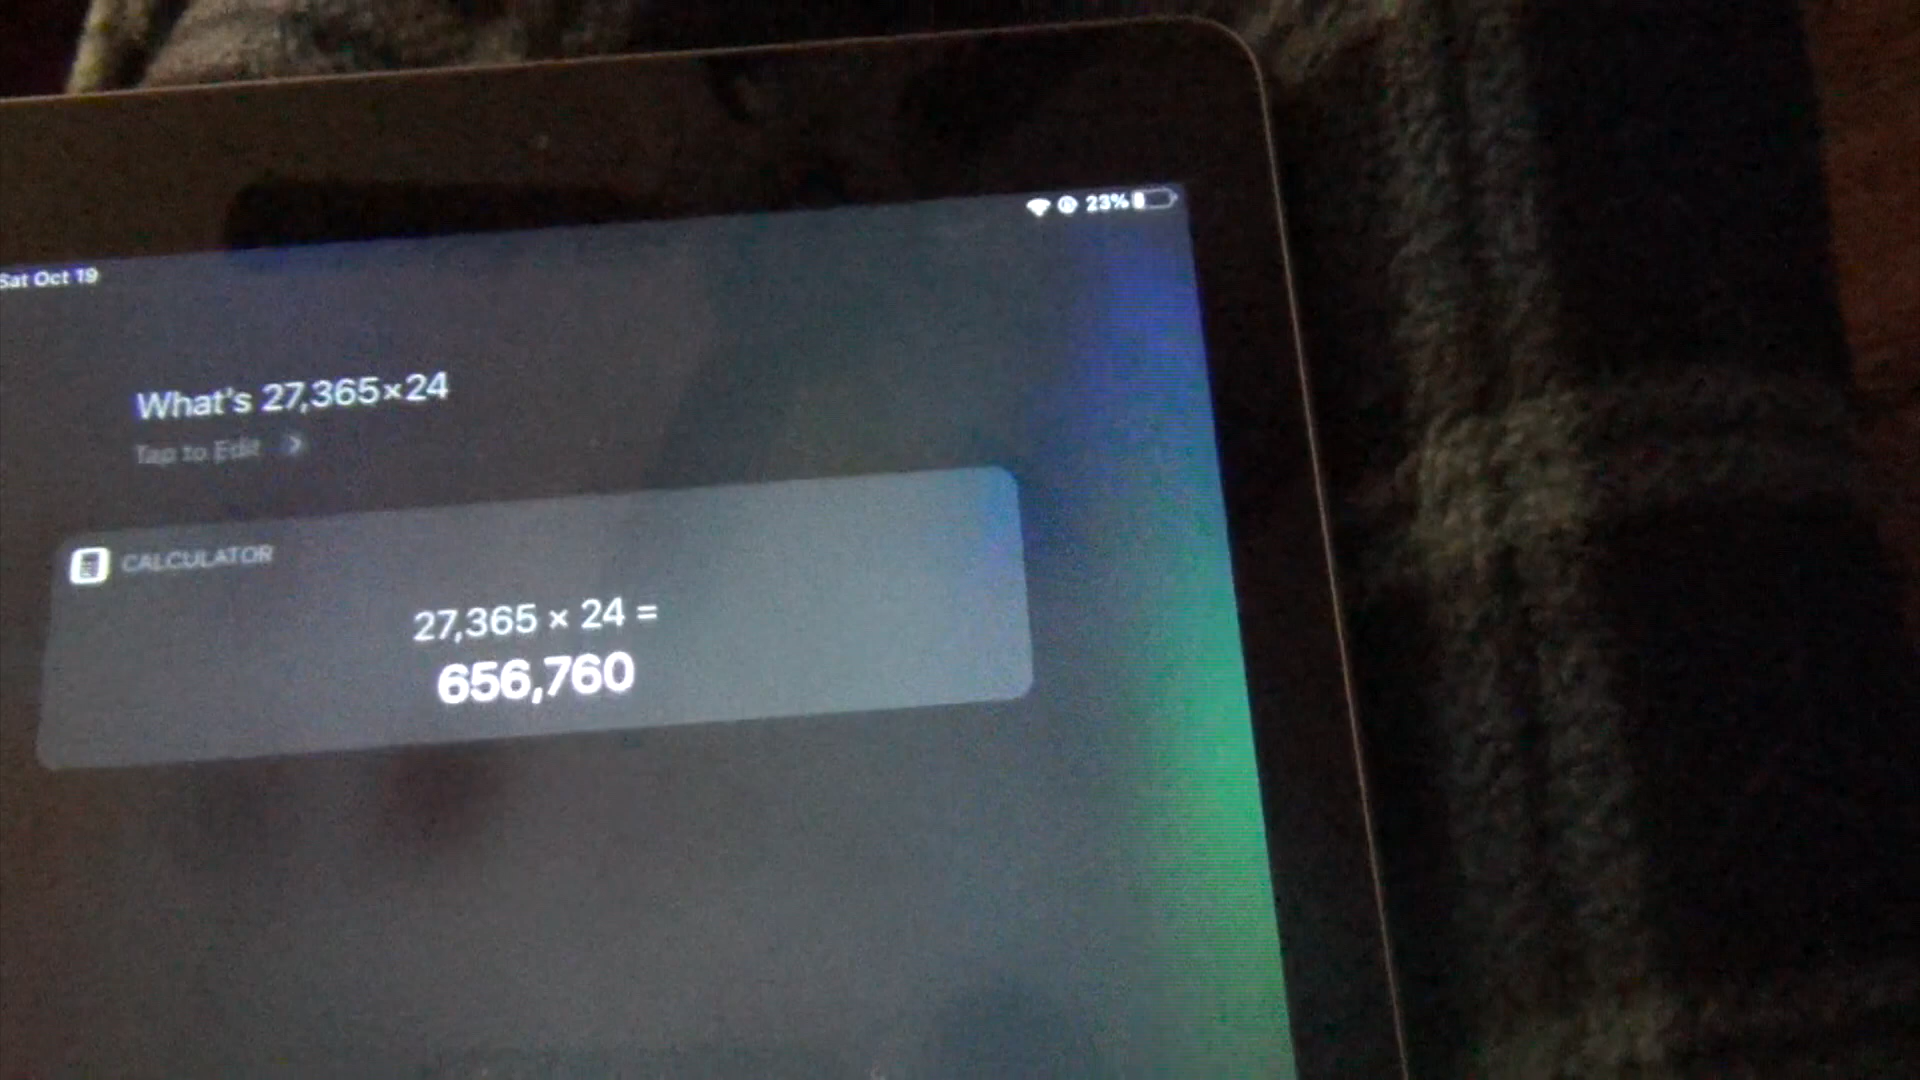 Sat Oct 19
23%
What's 27,365×24
Tap to Edit
CALCULATOR
27,365 × 24 =
656,760